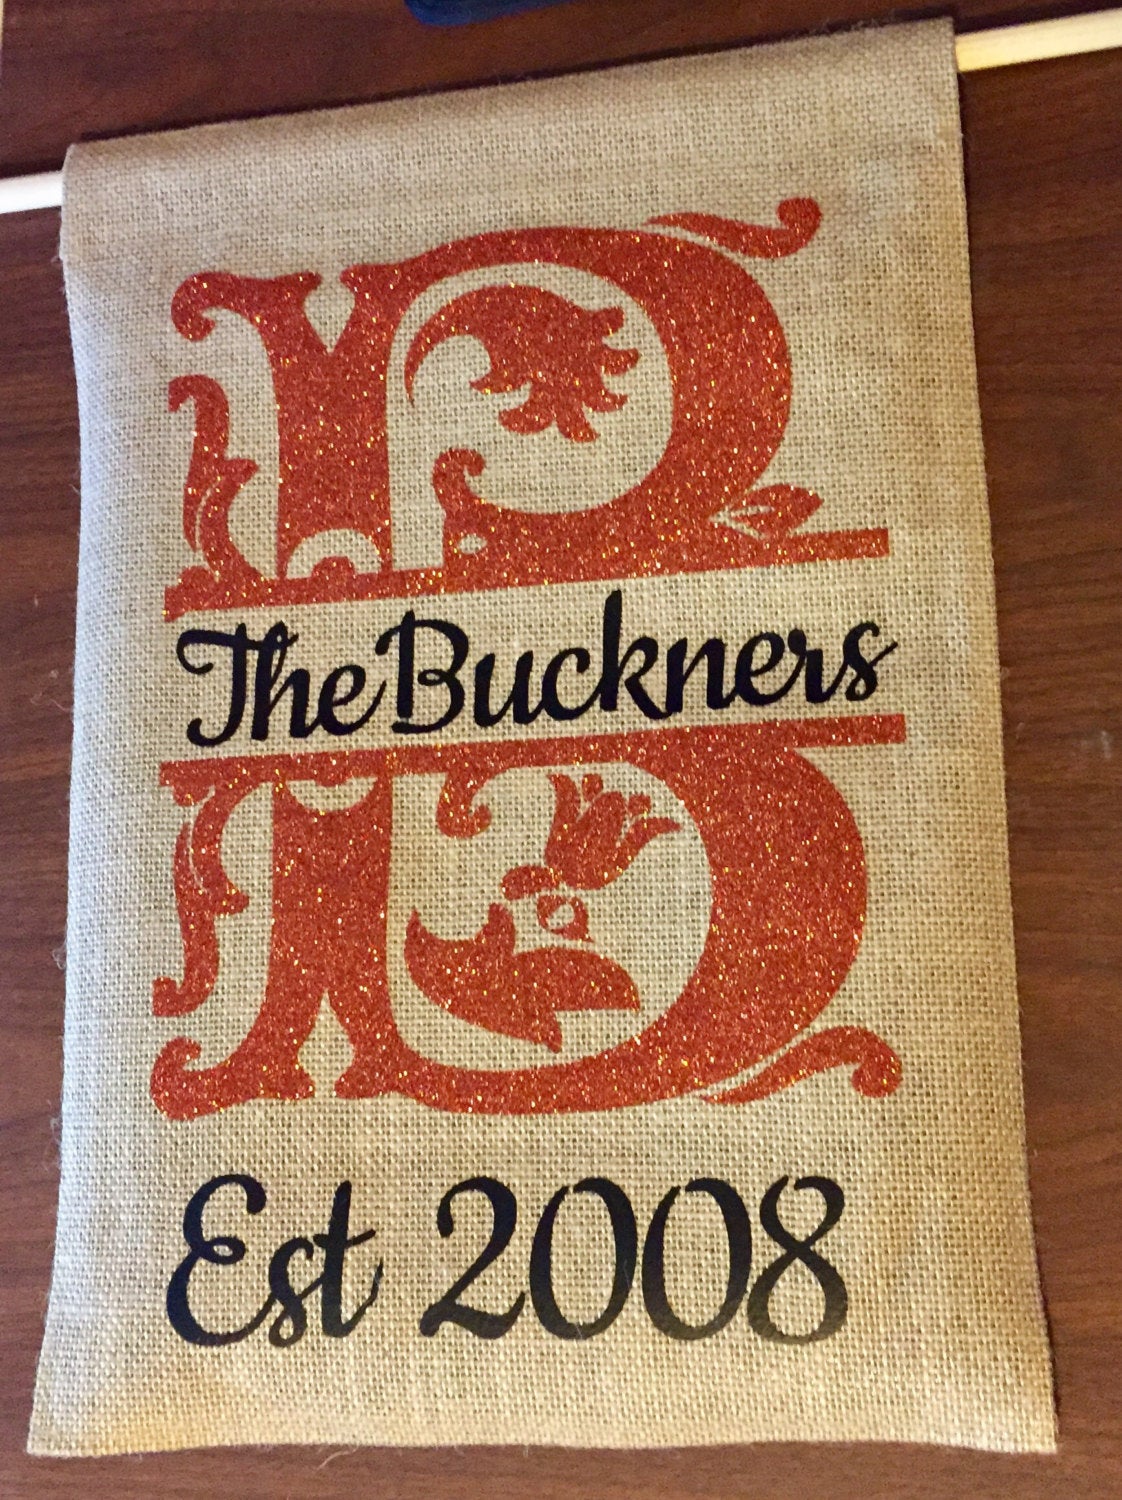 B
The Buckners
Est 2008